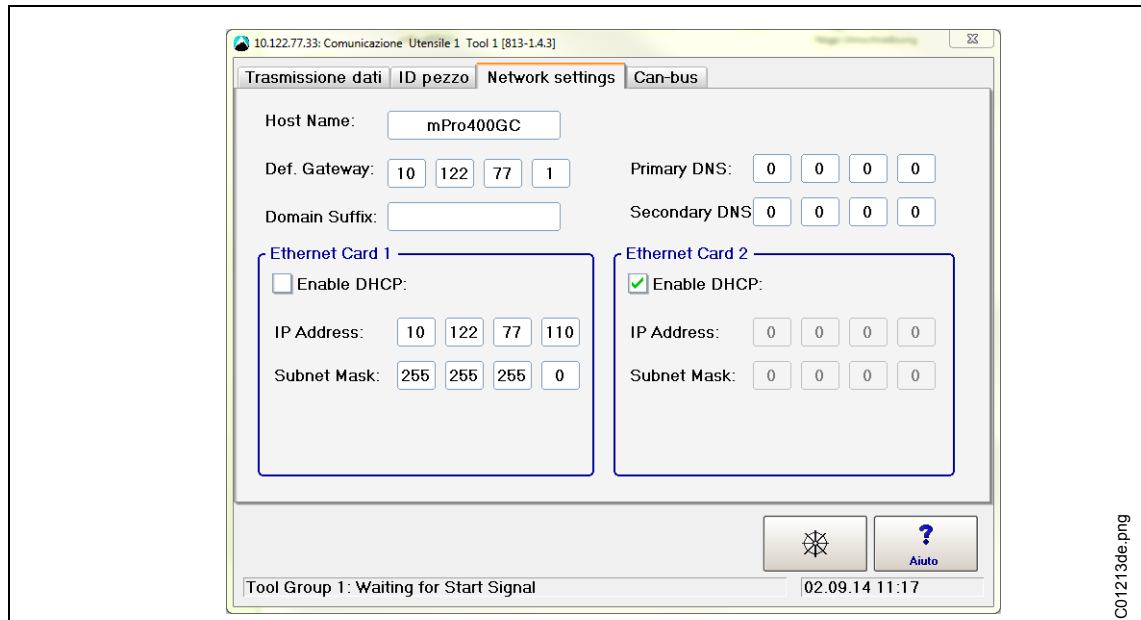 10.122.77.33: Comunicazione Utensile 1 Tool 1 [813-1.4.3]
Trasmissione dati ID pezzo Network settings Can-bus
Host Name: mPro400GC
Def. Gateway: 10 122 77 1 Primary DNS: 0 0 0 0
Domain Suffix: Secondary DNS 0 0 0 0
Ethernet Card 1 Ethernet Card 2
Enable DHCP: Enable DHCP:
IP Address: 10 122 77 110 IP Address: 0 0 0 0
Subnet Mask: 255 255 255 0 Subnet Mask: 0 0 0 0
?
Aiuto
Tool Group 1: Waiting for Start Signal 02.09.14 11:17
C01213de.png